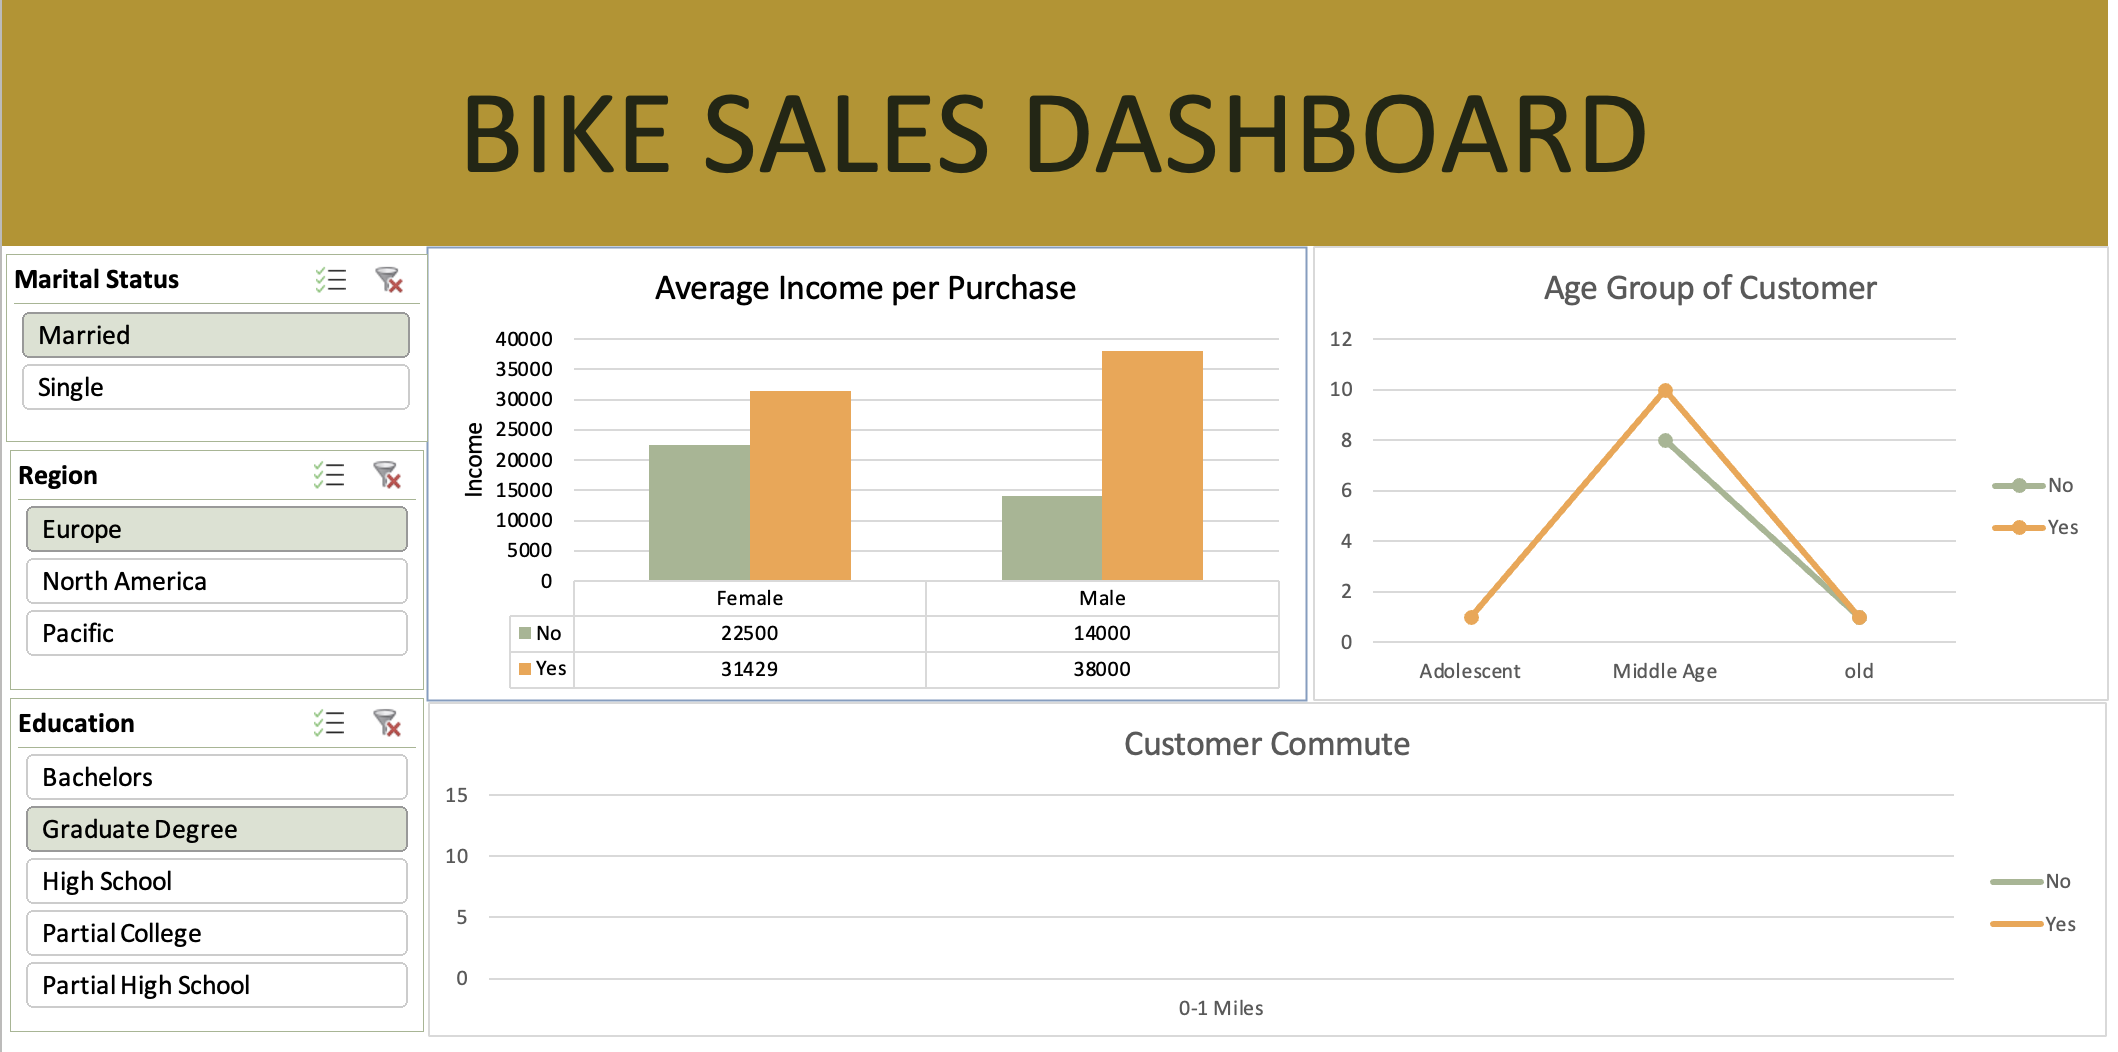 BIKE SALES DASHBOARD
Marital Status
Married
Single
Region
Europe
North America
Pacific
Education
Bachelors
Graduate Degree
High School
Partial College
Partial High School
Average Income per Purchase
Income
40000
35000
30000
25000
20000
15000
10000
5000
0
Female Male
No 22500 14000
Yes 31429 38000
Age Group of Customer
12
10
8
6
4
2
0
Adolescent Middle Age old
No
Yes
Customer Commute
15
10
5
0
0-1 Miles
No
Yes